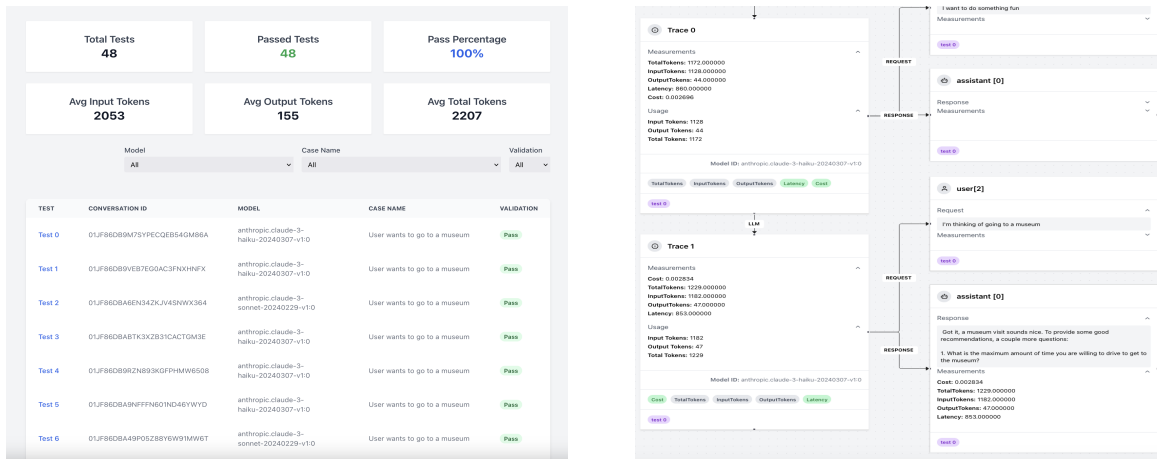 Total Tests
48
Passed Tests
48
Pass Percentage
100%
Avg Input Tokens
2053
Avg Output Tokens
155
Avg Total Tokens
2207
Model
All
Case Name
All
Validation
All
TEST CONVERSATION ID MODEL CASE NAME VALIDATION
Test 0 01JF86DB9M7SYPECQEB54GM86A anthropic.claude-3-haiku-20240307-v1:0 User wants to go to a museum Pass
Test 1 01JF86DB9VEB7EG0AC3FNXHNFX anthropic.claude-3-haiku-20240307-v1:0 User wants to go to a museum Pass
Test 2 01JF86DBA6EN34ZKJV45NWX364 anthropic.claude-3-sonnet-20240229-v1:0 User wants to go to a museum Pass
Test 3 01JF86DBABTK3XZB31CACTGM3E anthropic.claude-3-haiku-20240307-v1:0 User wants to go to a museum Pass
Test 4 01JF86DB9RZN893KGFPHMW6508 anthropic.claude-3-haiku-20240307-v1:0 User wants to go to a museum Pass
Test 5 01JF86DBA9NFFFN601ND46YWYD anthropic.claude-3-haiku-20240307-v1:0 User wants to go to a museum Pass
Test 6 01JF86DBA49P05Z88Y6W91MW6T anthropic.claude-3-sonnet-20240229-v1:0 User wants to go to a museum Pass
Trace 0
Measurements
TotalTokens: 1172.000000
InputTokens: 1128.000000
OutputTokens: 44.000000
Latency: 860.000000
Cost: 0.002696
Usage
Input Tokens: 1128
Output Tokens: 44
Total Tokens: 1172
Model ID: anthropic.claude-3-haiku-20240307-v1:0
TotalTokens InputTokens OutputTokens Latency Cost
test 0
LLM
Trace 1
Measurements
Cost: 0.002834
TotalTokens: 1229.000000
InputTokens: 1182.000000
OutputTokens: 47.000000
Latency: 853.000000
Usage
Input Tokens: 1182
Output Tokens: 47
Total Tokens: 1229
Model ID: anthropic.claude-3-haiku-20240307-v1:0
Cost TotalTokens InputTokens OutputTokens Latency
test 0
REQUEST
RESPONSE
REQUEST
RESPONSE
I want to do something fun
Measurements
test 0
assistant [0]
Response
Measurements
test 0
user[2]
Request
I'm thinking of going to a museum
Measurements
test 0
assistant [0]
Response
Got it, a museum visit sounds nice. To provide some good
recommendations, a couple more questions:
1. What is the maximum amount of time you are willing to drive to get to
the museum?
Measurements
Cost: 0.002834
TotalTokens: 1229.000000
InputTokens: 1182.000000
OutputTokens: 47.000000
Latency: 853.000000
test 0